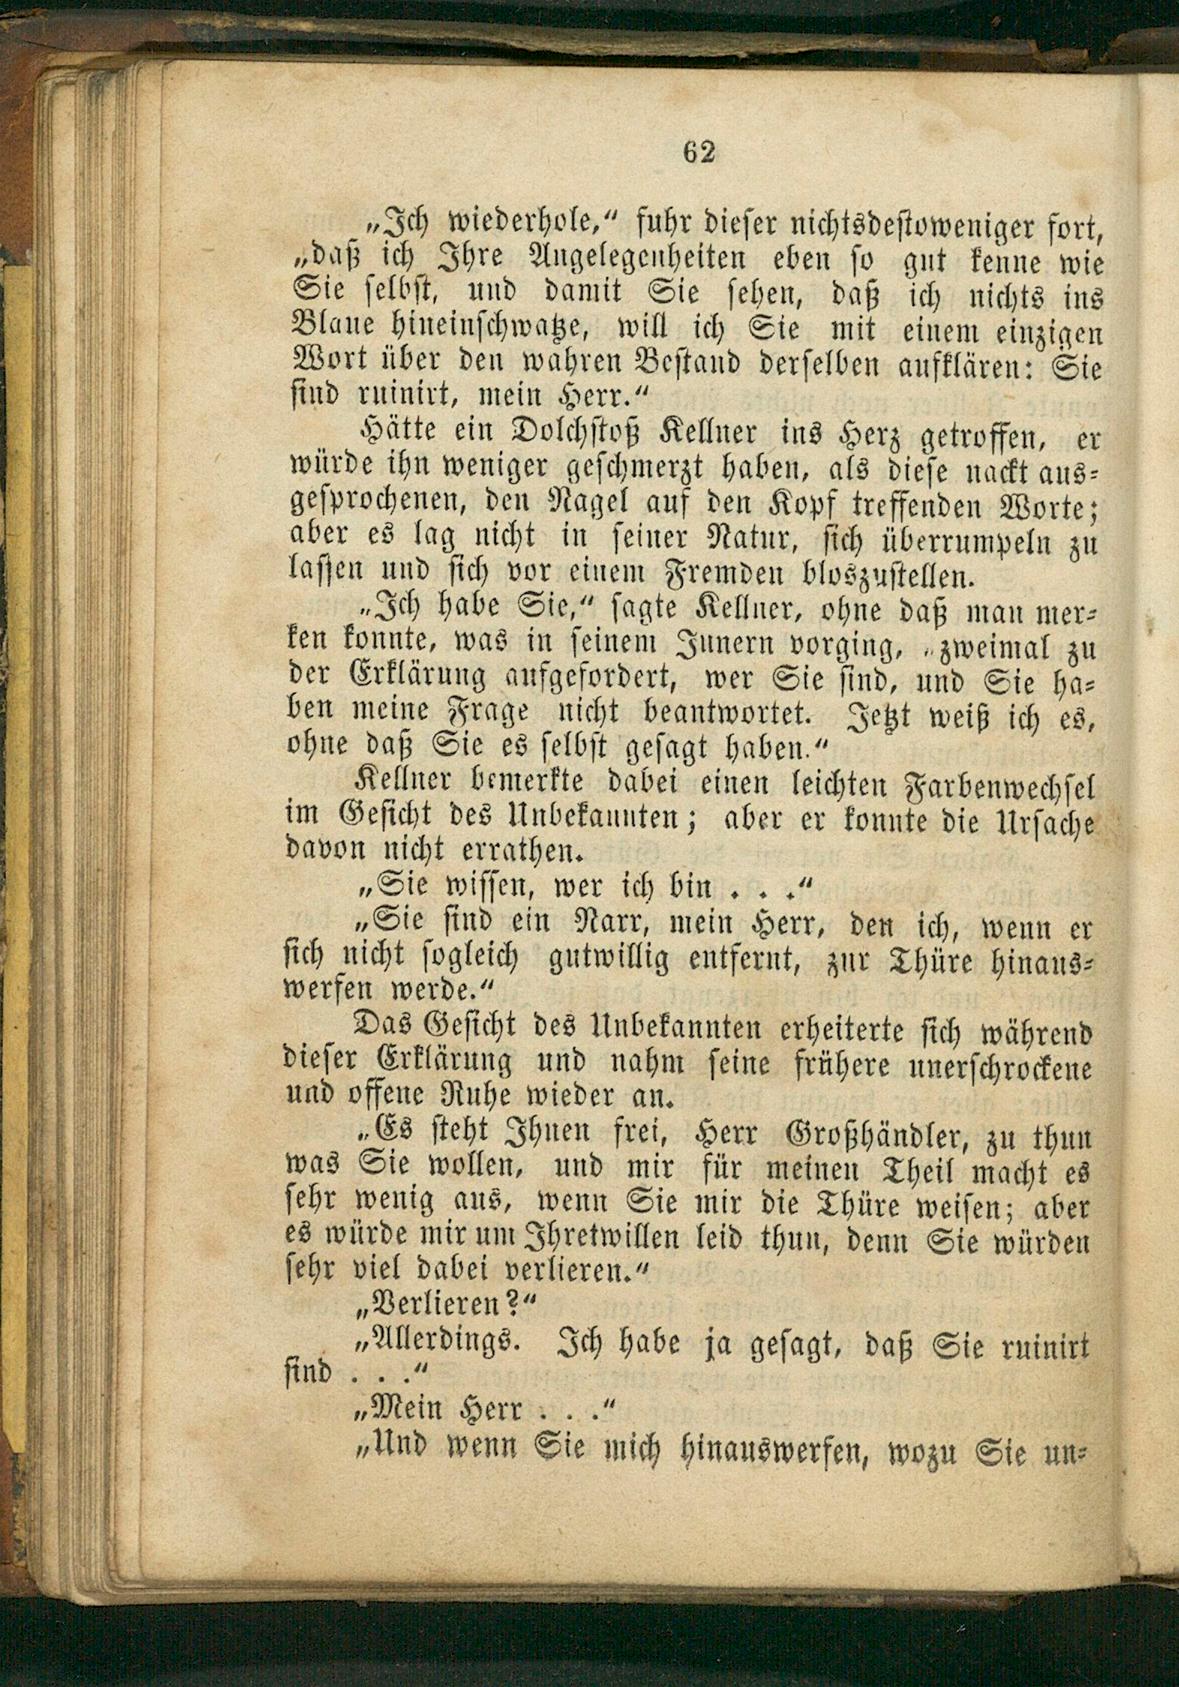 62
„Ich wiederhole,“ fuhr dieser nichtsdestoweniger fort,
„daß ich Ihre Angelegenheiten eben so gut kenne wie
Sie selbst, und damit Sie sehen, daß ich nichts ins
Blaue hineinschwatze, will ich Sie mit einem einzigen
Wort über den wahren Bestand derselben aufklären: Sie
sind ruinirt, mein Herr.“
Hätte ein Dolchstoß Kellner ins Herz getroffen, er
würde ihn weniger geschmerzt haben, als diese nackt aus-
gesprochenen, den Nagel auf den Kopf treffenden Worte;
aber es lag nicht in seiner Natur, sich überrumpeln zu
lassen und sich vor einem Fremden bloszustellen.
„Ich habe Sie,“ sagte Kellner, ohne daß man mer-
ken konnte, was in seinem Innern vorging, „zweimal zu
der Erklärung aufgefordert, wer Sie sind, und Sie ha-
ben meine Frage nicht beantwortet. Jetzt weiß ich es,
ohne daß Sie es selbst gesagt haben.“
Kellner bemerkte dabei einen leichten Farbenwechsel
im Gesicht des Unbekannten; aber er konnte die Ursache
davon nicht errathen.
„Sie wissen, wer ich bin . . .“
„Sie sind ein Narr, mein Herr, den ich, wenn er
sich nicht sogleich gutwillig entfernt, zur Thüre hinaus-
werfen werde.“
Das Gesicht des Unbekannten erheiterte sich während
dieser Erklärung und nahm seine frühere unerschrockene
und offene Ruhe wieder an.
„Es steht Ihnen frei, Herr Großhändler, zu thun
was Sie wollen, und mir für meinen Theil macht es
sehr wenig aus, wenn Sie mir die Thüre weisen; aber
es würde mir um Ihretwillen leid thun, denn Sie würden
sehr viel dabei verlieren.“
„Verlieren?“
„Allerdings. Ich habe ja gesagt, daß Sie ruinirt
sind . . .“
„Mein Herr . . .“
„Und wenn Sie mich hinauswerfen, wozu Sie un-